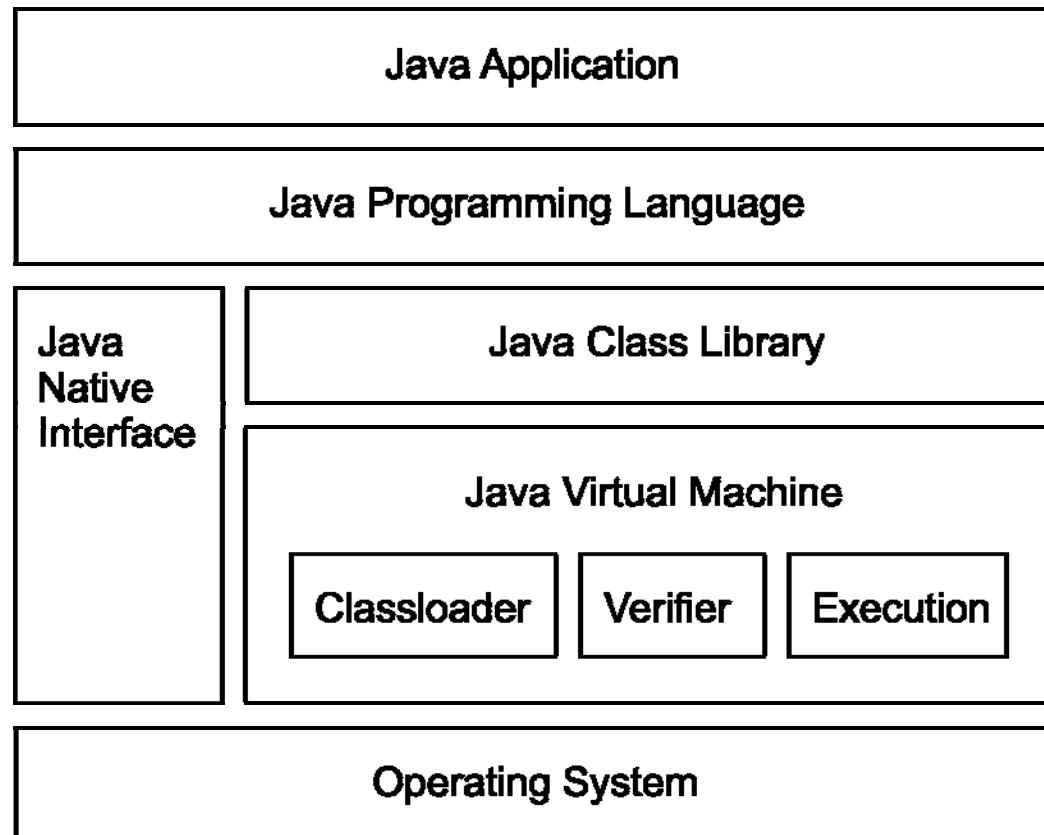 Java Application
Java Programming Language
Java
Native
Interface
Java Class Library
Java Virtual Machine
Classloader
Verifier
Execution
Operating System